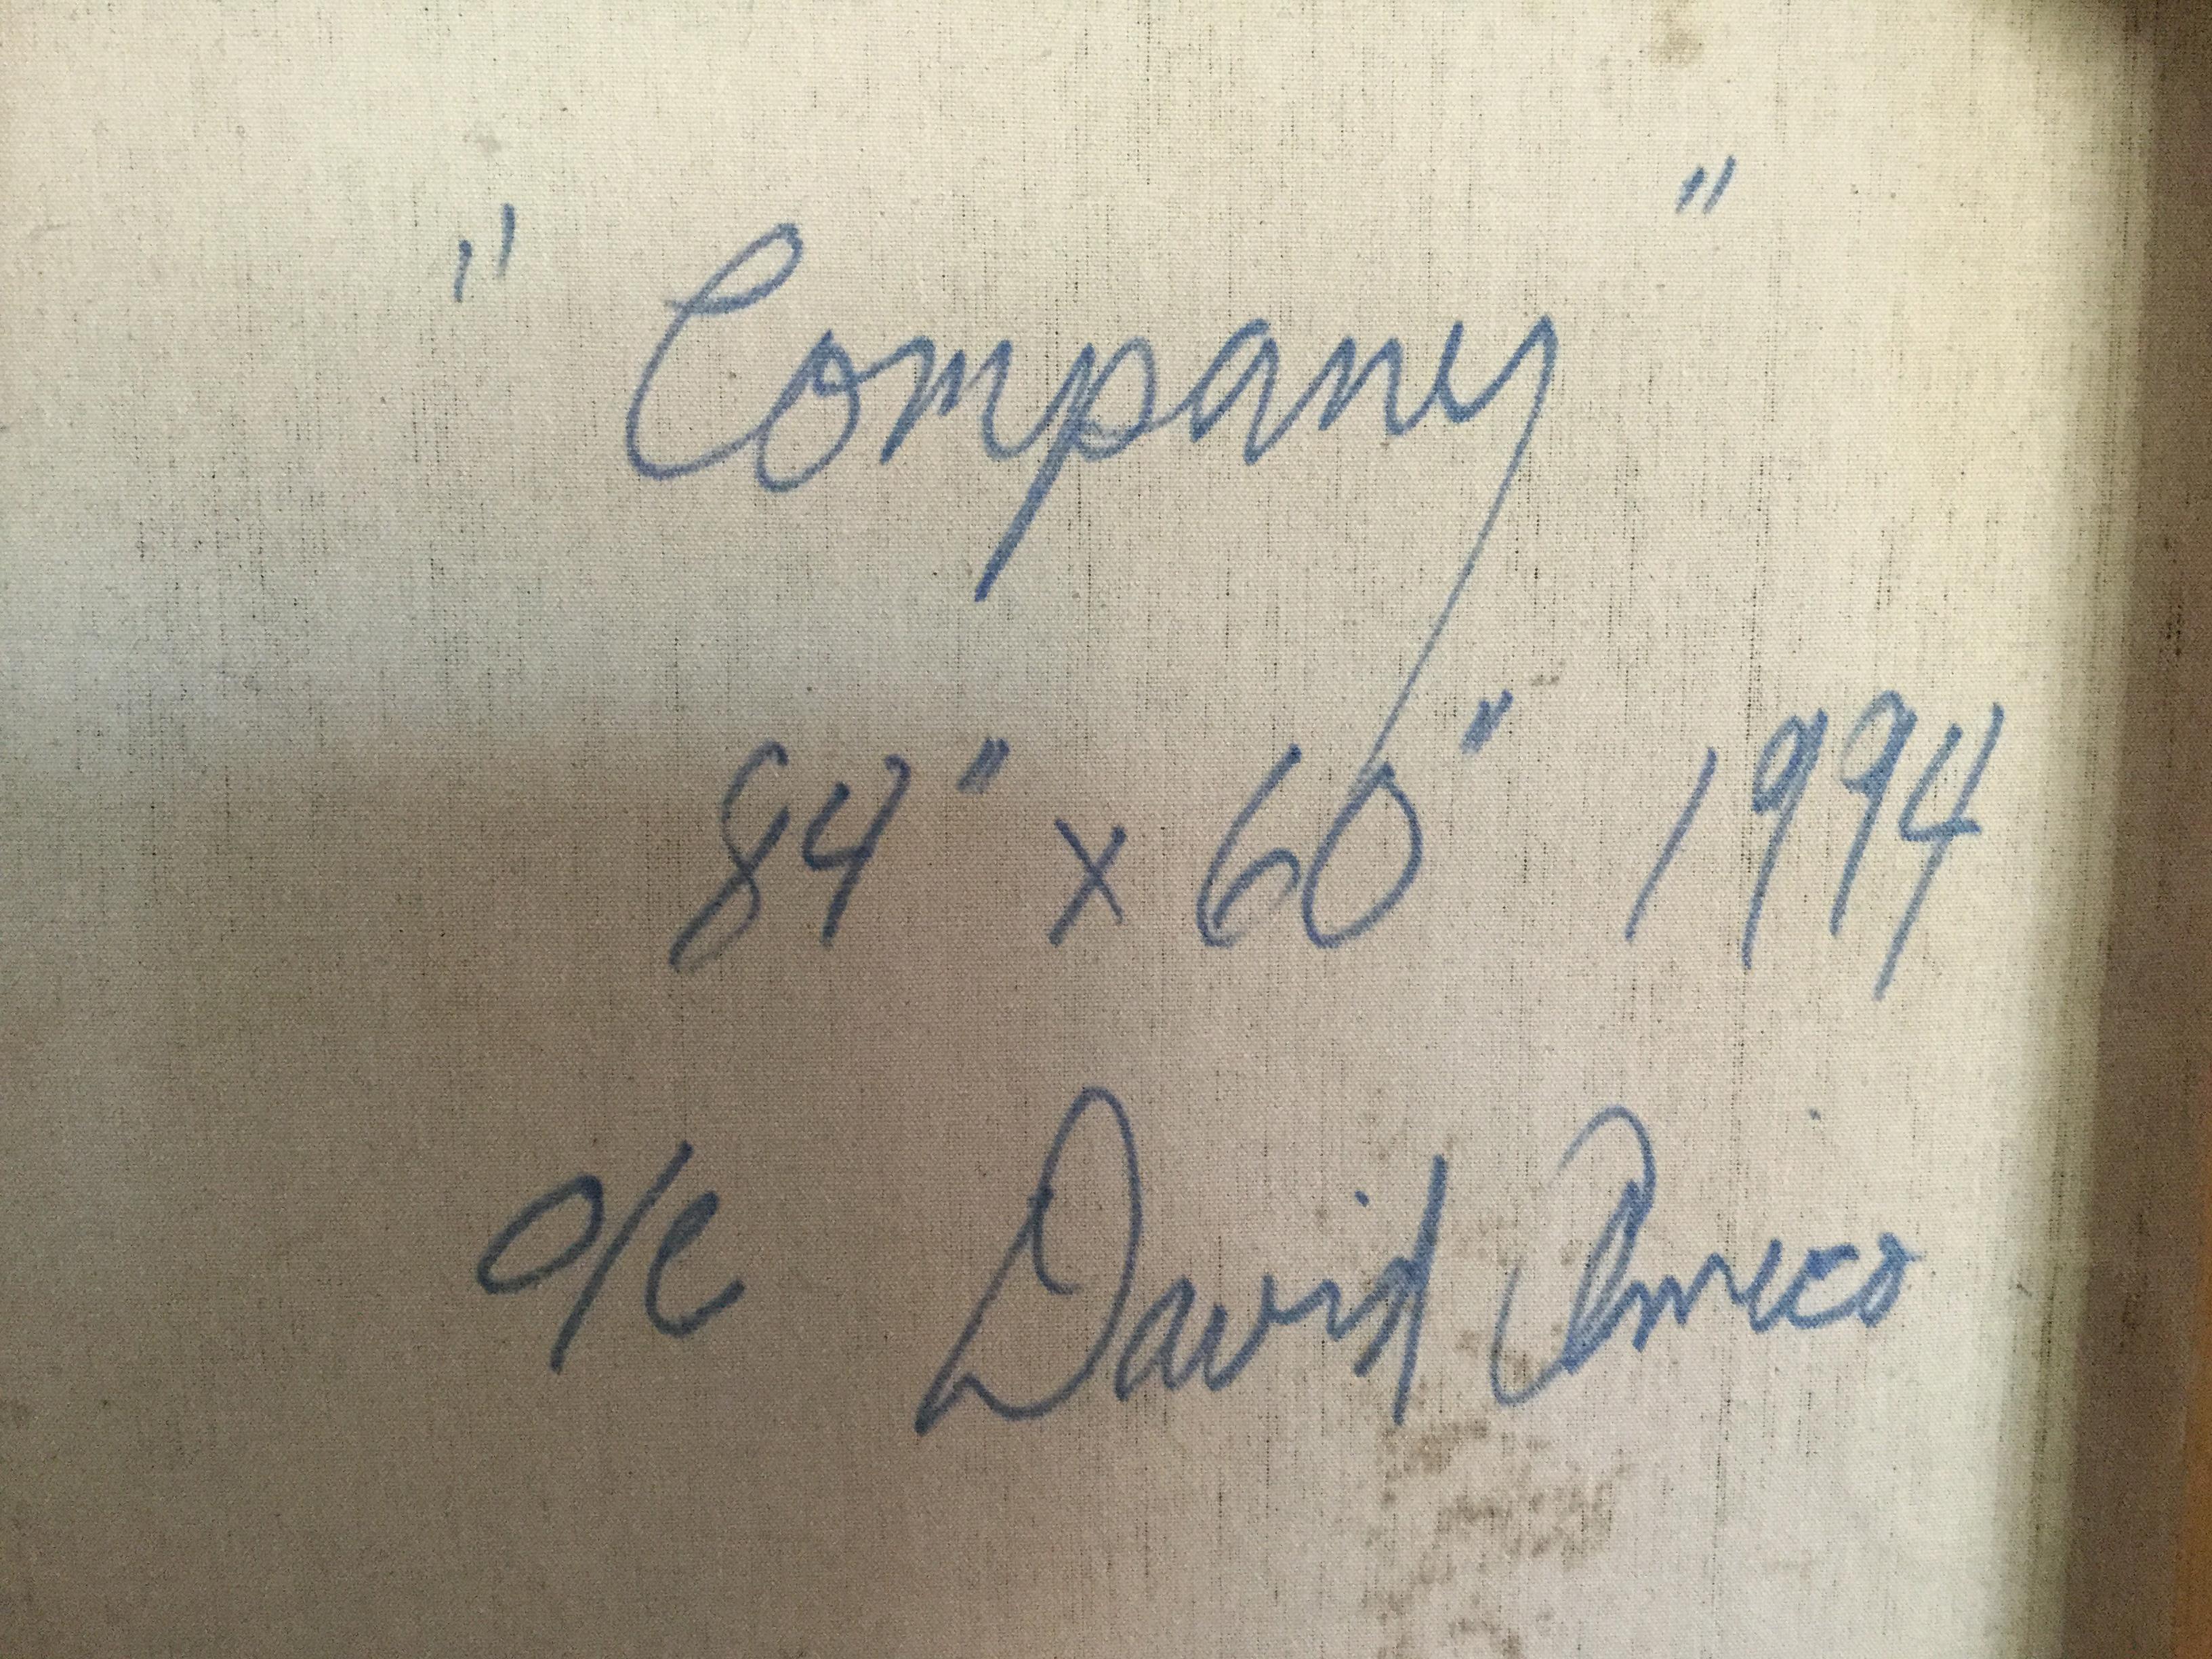 "Company"
84" x 60" 1994
o/c David Amico